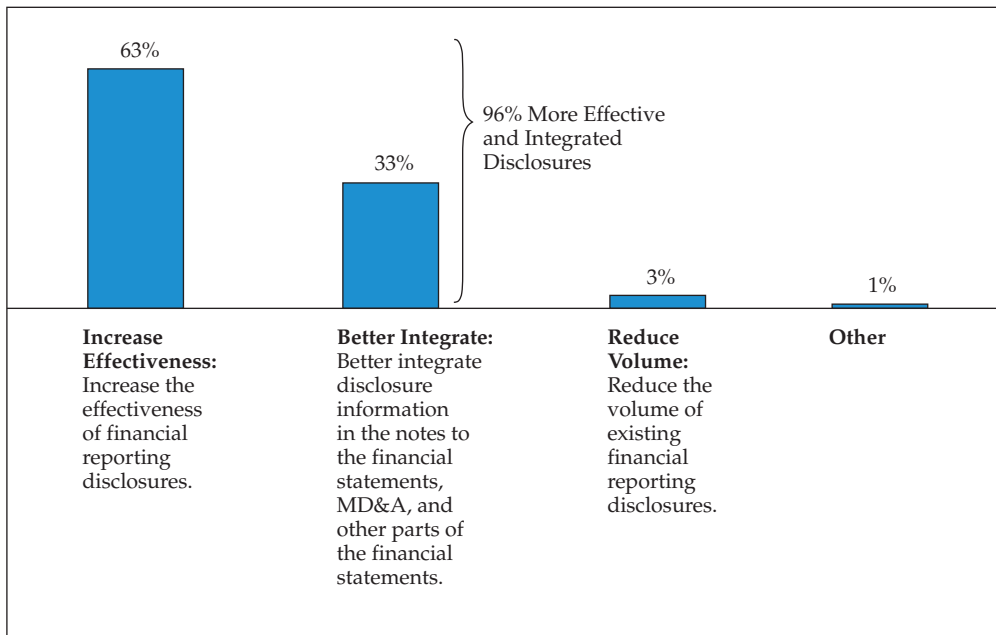 63%
33%
96% More Effective
and Integrated
Disclosures
3%
1%
Increase
Effectiveness:
Increase the
effectiveness
of financial
reporting
disclosures.
Better Integrate:
Better integrate
disclosure
information
in the notes to
the financial
statements,
MD&A, and
other parts of
the financial
statements.
Reduce
Volume:
Reduce the
volume of
existing
financial
reporting
disclosures.
Other